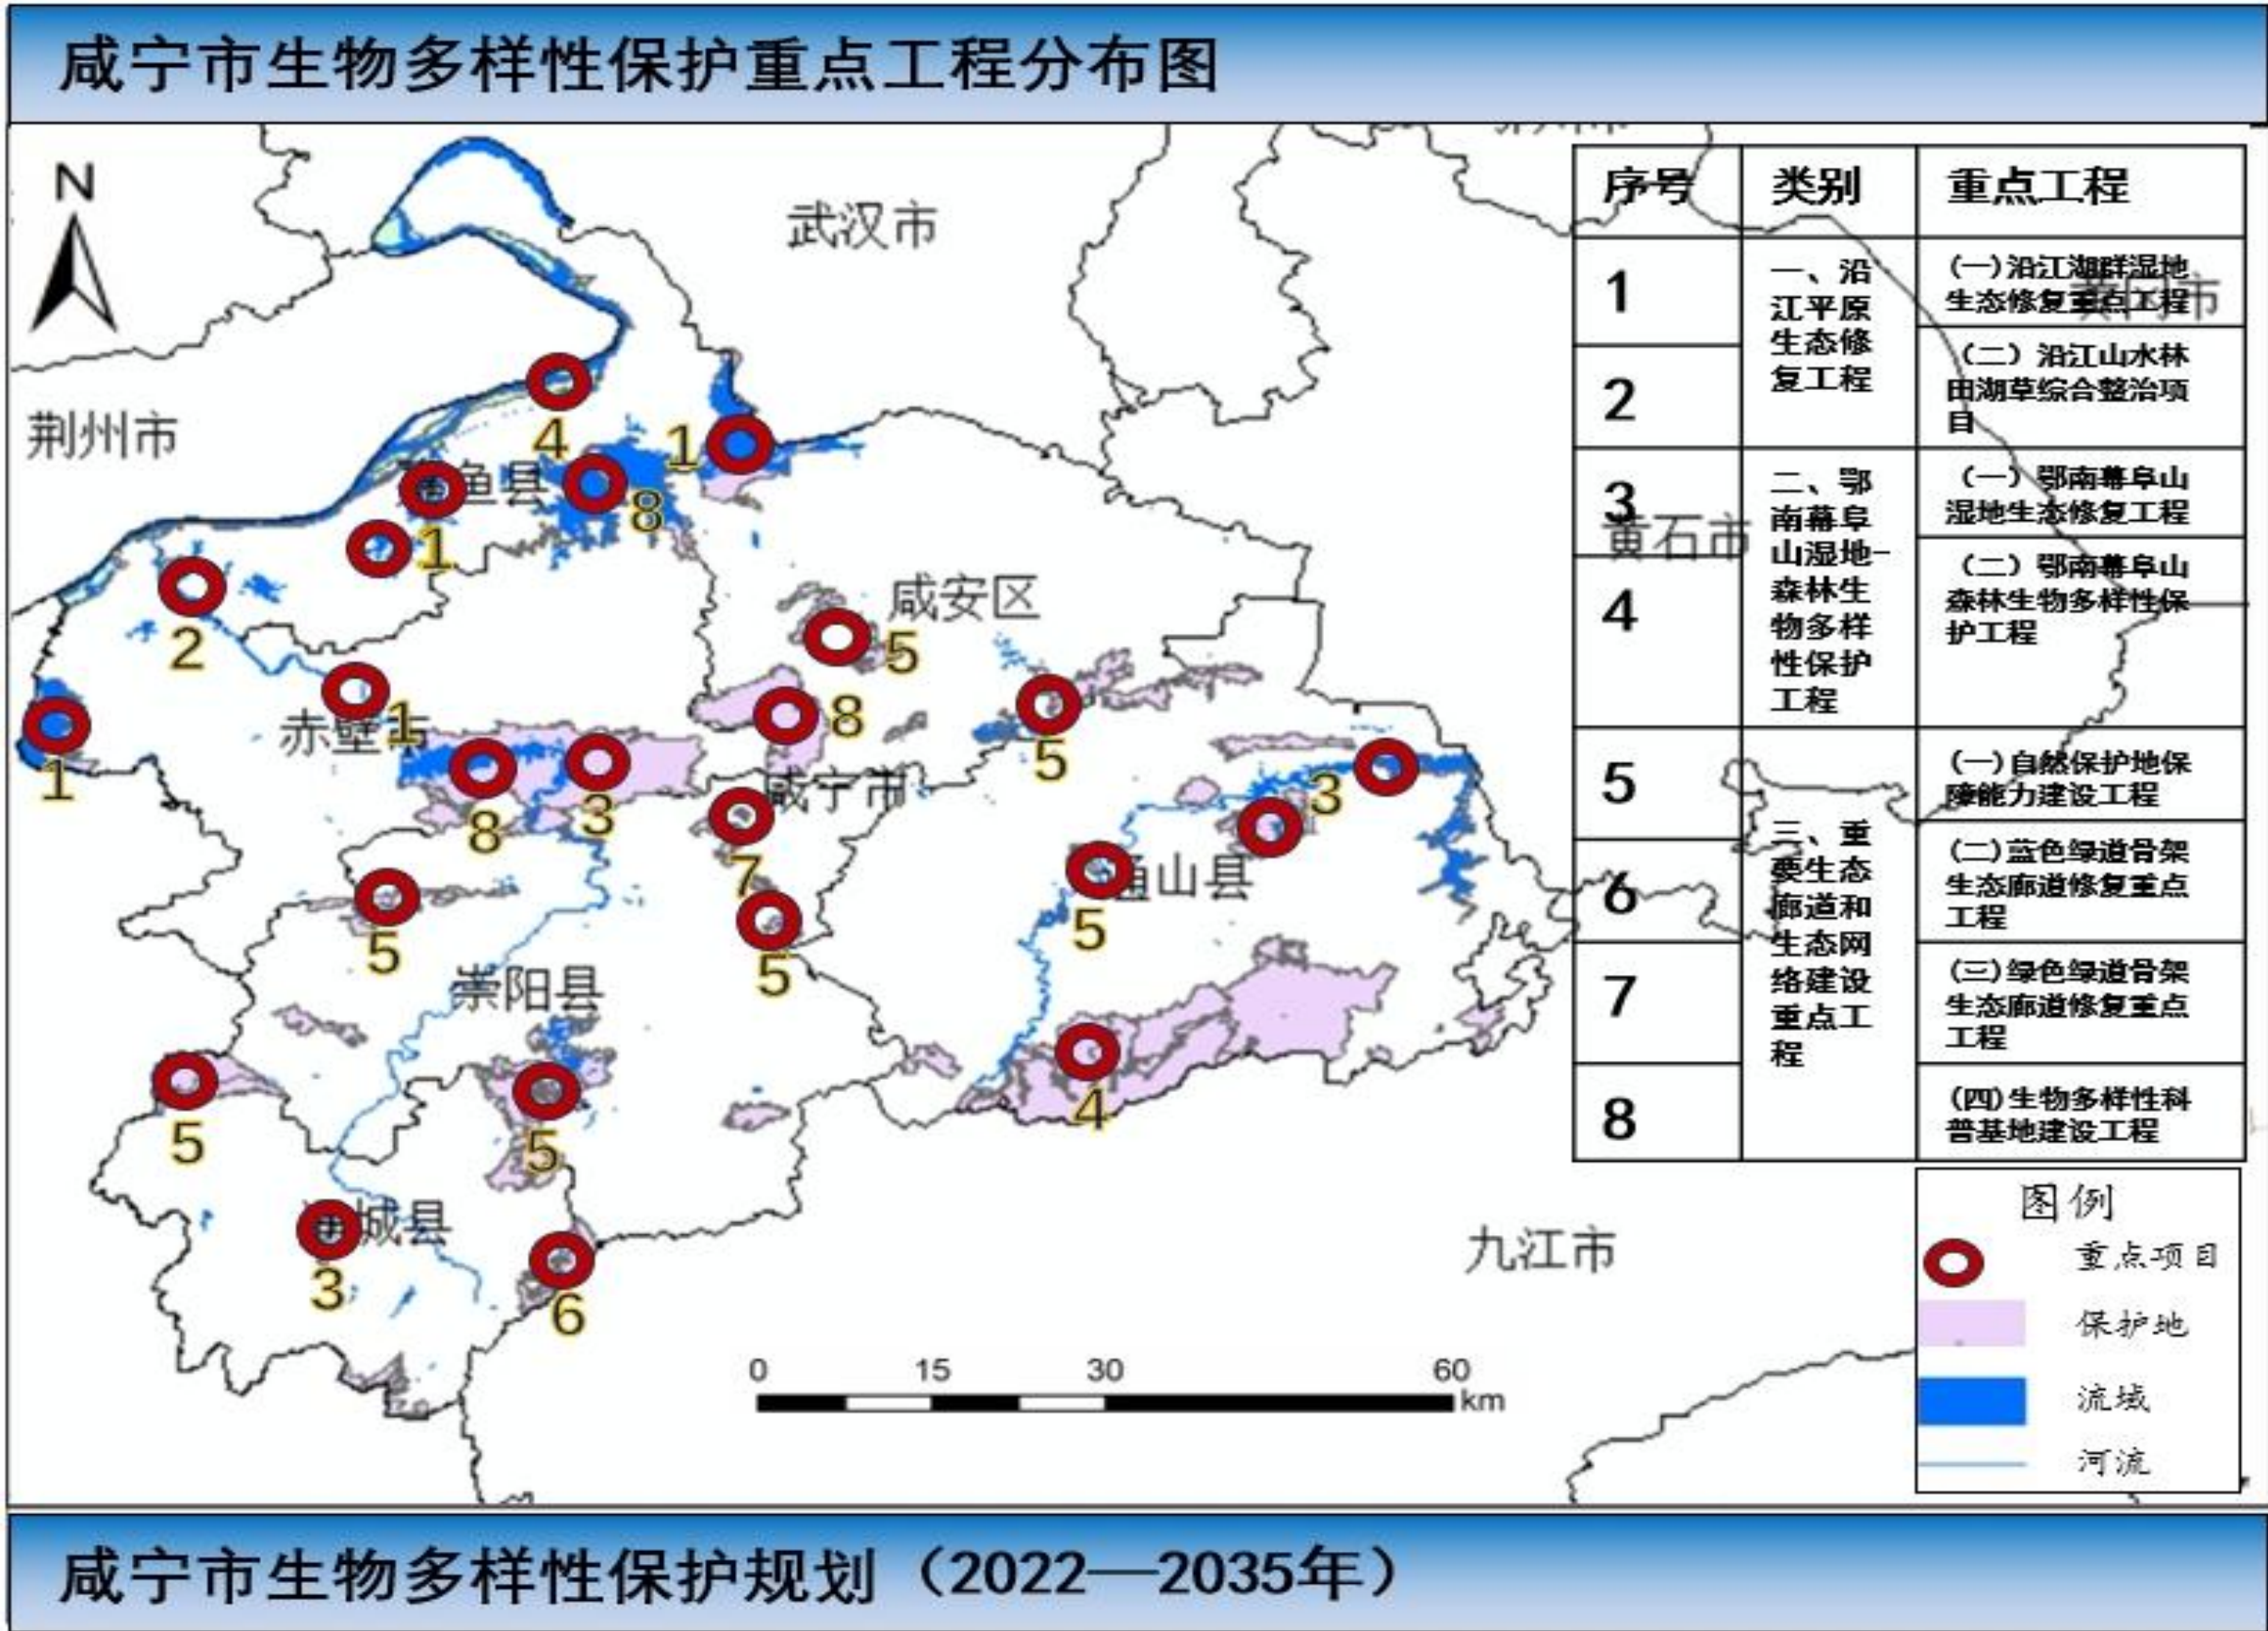 咸宁市生物多样性保护重点工程分布图
N
武汉市
荆州市
鱼县
咸安区
赤壁市
咸宁市
通山县
崇阳县
城县
九江市
黄石市
4
1
8
1
2
1
1
5
8
5
8
3
7
3
5
5
5
5
5
4
3
6
序号
类别
重点工程
1
2
一、沿
江平原
生态修
复工程
(一)沿江湖群湿地
生态修复重点工程
(二)沿江山水林
田湖草综合整治项
目
3
4
二、鄂
南幕阜
山湿地-
森林生
物多样
性保护
工程
(一)鄂南幕阜山
湿地生态修复工程
(二)鄂南幕阜山
森林生物多样性保
护工程
5
6
7
8
三、重
要生态
廊道和
生态网
络建设
重点工
程
(一)自然保护地保
障能力建设工程
(二)蓝色绿道骨架
生态廊道修复重点
工程
(三)绿色绿道骨架
生态廊道修复重点
工程
(四)生物多样性科
普基地建设工程
图例
重点项目
保护地
流域
河流
0 15 30 60
km
咸宁市生物多样性保护规划（2022—2035年）